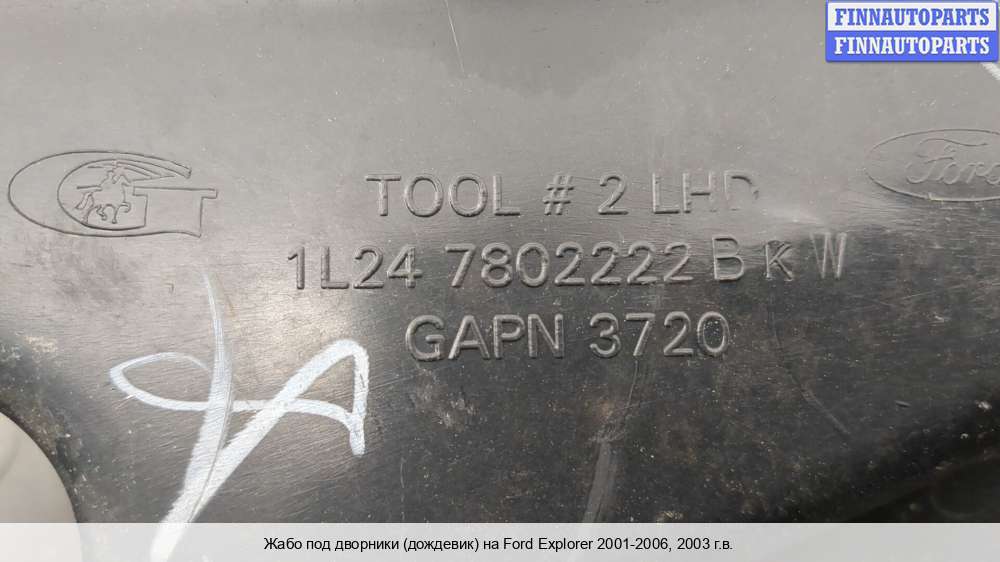 FINNAUTOPARTS
FINNAUTOPARTS
Ford
TOOL # 2 LHD
1L24 7802222 B K W
GAPN 3720
Жабо под дворники (дождевик) на Ford Explorer 2001-2006, 2003 г.в.